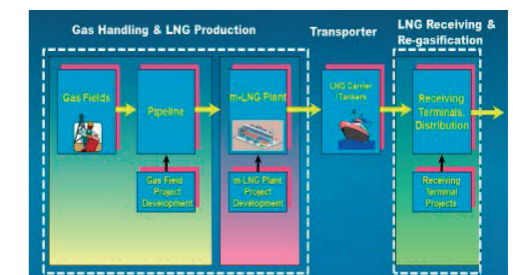 Gas Handling & LNG Production
Transporter
LNG Receiving &
Re-gasification
Gas Fields
Pipeline
m-LNG Plant
LNG Carrier
/Tankers
Receiving
Terminals,
Distribution
Gas Field
Project
Development
m-LNG Plant
Project
Development
Receiving
Terminal
Projects